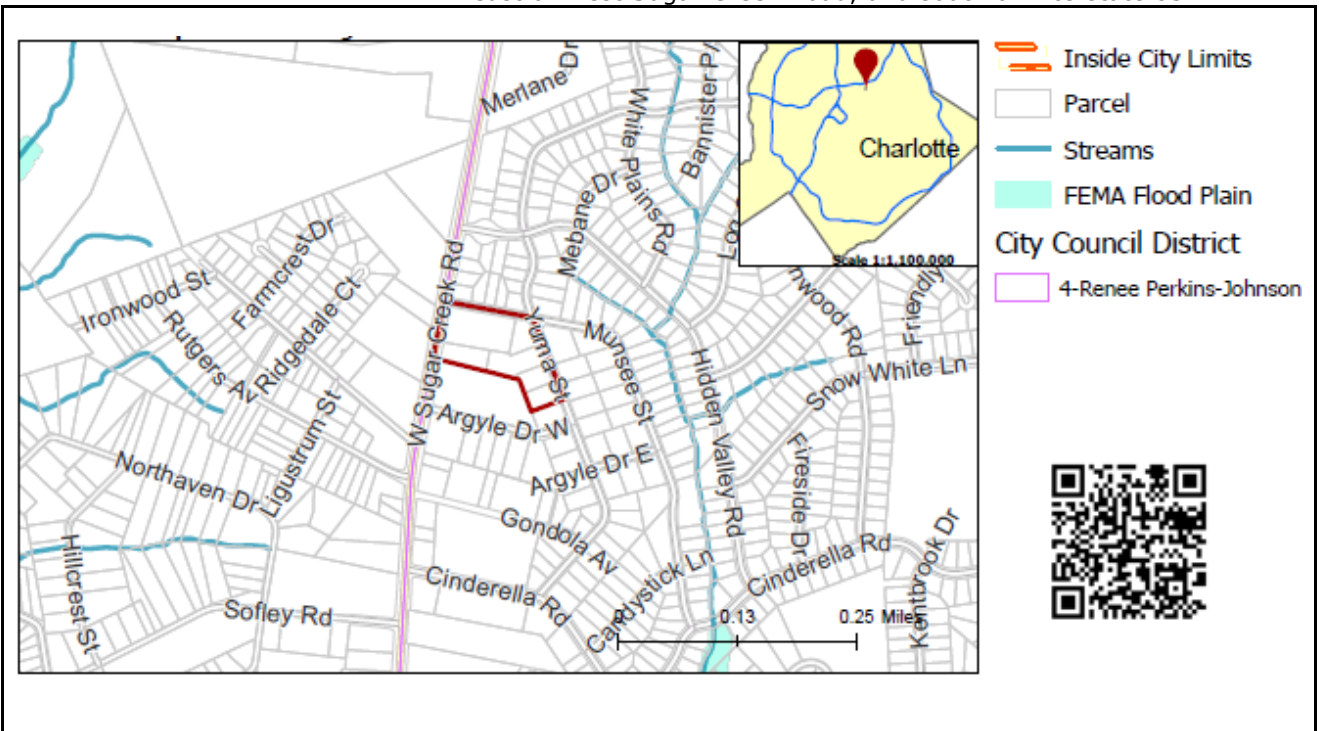 Merlane Dr
White Plains Rd
Bannister Pl
Mebane Dr
Charlotte
Scale 1:1,100,000
Inside City Limits
Parcel
Streams
FEMA Flood Plain
City Council District
4-Renee Perkins-Johnson
Farmcrest Dr
Ironwood St
Rutgers Av
Ridgedale Ct
W Sugar Creek Rd
Yuma St
Munsee St
Hidden Valley Rd
nwood Rd
Friendly
Snow White Ln
Argyle Dr W
Argyle Dr E
Ligustrum St
Northaven Dr
Gondola Av
Fireside Dr
Cinderella Rd
Kentbrook Dr
Hillcrest St
Sofley Rd
Cinderella Rd
Candystick Ln
0 0.13 0.25 Miles